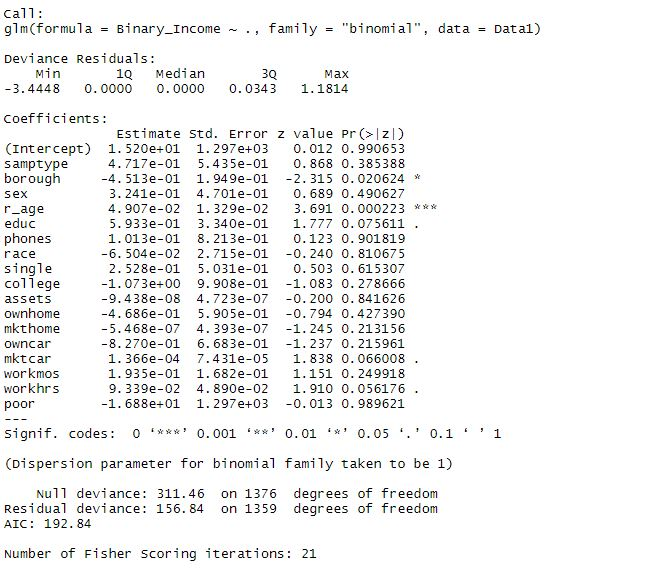 Call:
glm(formula = Binary_Income ~ ., family = "binomial", data = Data1)
Deviance Residuals:
Min 1Q Median 3Q Max
-3.4448 0.0000 0.0000 0.0343 1.1814
Coefficients:
Estimate Std. Error z value Pr(>|z|)
(Intercept) 1.520e+01 1.297e+03 0.012 0.990653
samptype 4.717e-01 5.435e-01 0.868 0.385388
borough -4.513e-01 1.949e-01 -2.315 0.020624 *
sex 3.241e-01 4.701e-01 0.689 0.490627
r_age 4.907e-02 1.329e-02 3.691 0.000223 ***
educ 5.933e-01 3.340e-01 1.777 0.075611 .
phones 1.013e-01 8.213e-01 0.123 0.901819
race -6.504e-02 2.715e-01 -0.240 0.810675
single 2.528e-01 5.031e-01 0.503 0.615307
college -1.073e+00 9.908e-01 -1.083 0.278666
assets -9.438e-08 4.723e-07 -0.200 0.841626
ownhome -4.686e-01 5.905e-01 -0.794 0.427390
mkthome -5.468e-07 4.393e-07 -1.245 0.213156
owncar -8.270e-01 6.683e-01 -1.237 0.215961
mktcar 1.366e-04 7.431e-05 1.838 0.066008 .
workmos 1.935e-01 1.682e-01 1.151 0.249918
workhrs 9.339e-02 4.890e-02 1.910 0.056176 .
poor -1.688e+01 1.297e+03 -0.013 0.989621
---
Signif. codes: 0 ‘***’ 0.001 ‘**’ 0.01 ‘*’ 0.05 ‘.’ 0.1 ‘ ’ 1
(Dispersion parameter for binomial family taken to be 1)
Null deviance: 311.46 on 1376 degrees of freedom
Residual deviance: 156.84 on 1359 degrees of freedom
AIC: 192.84
Number of Fisher Scoring iterations: 21